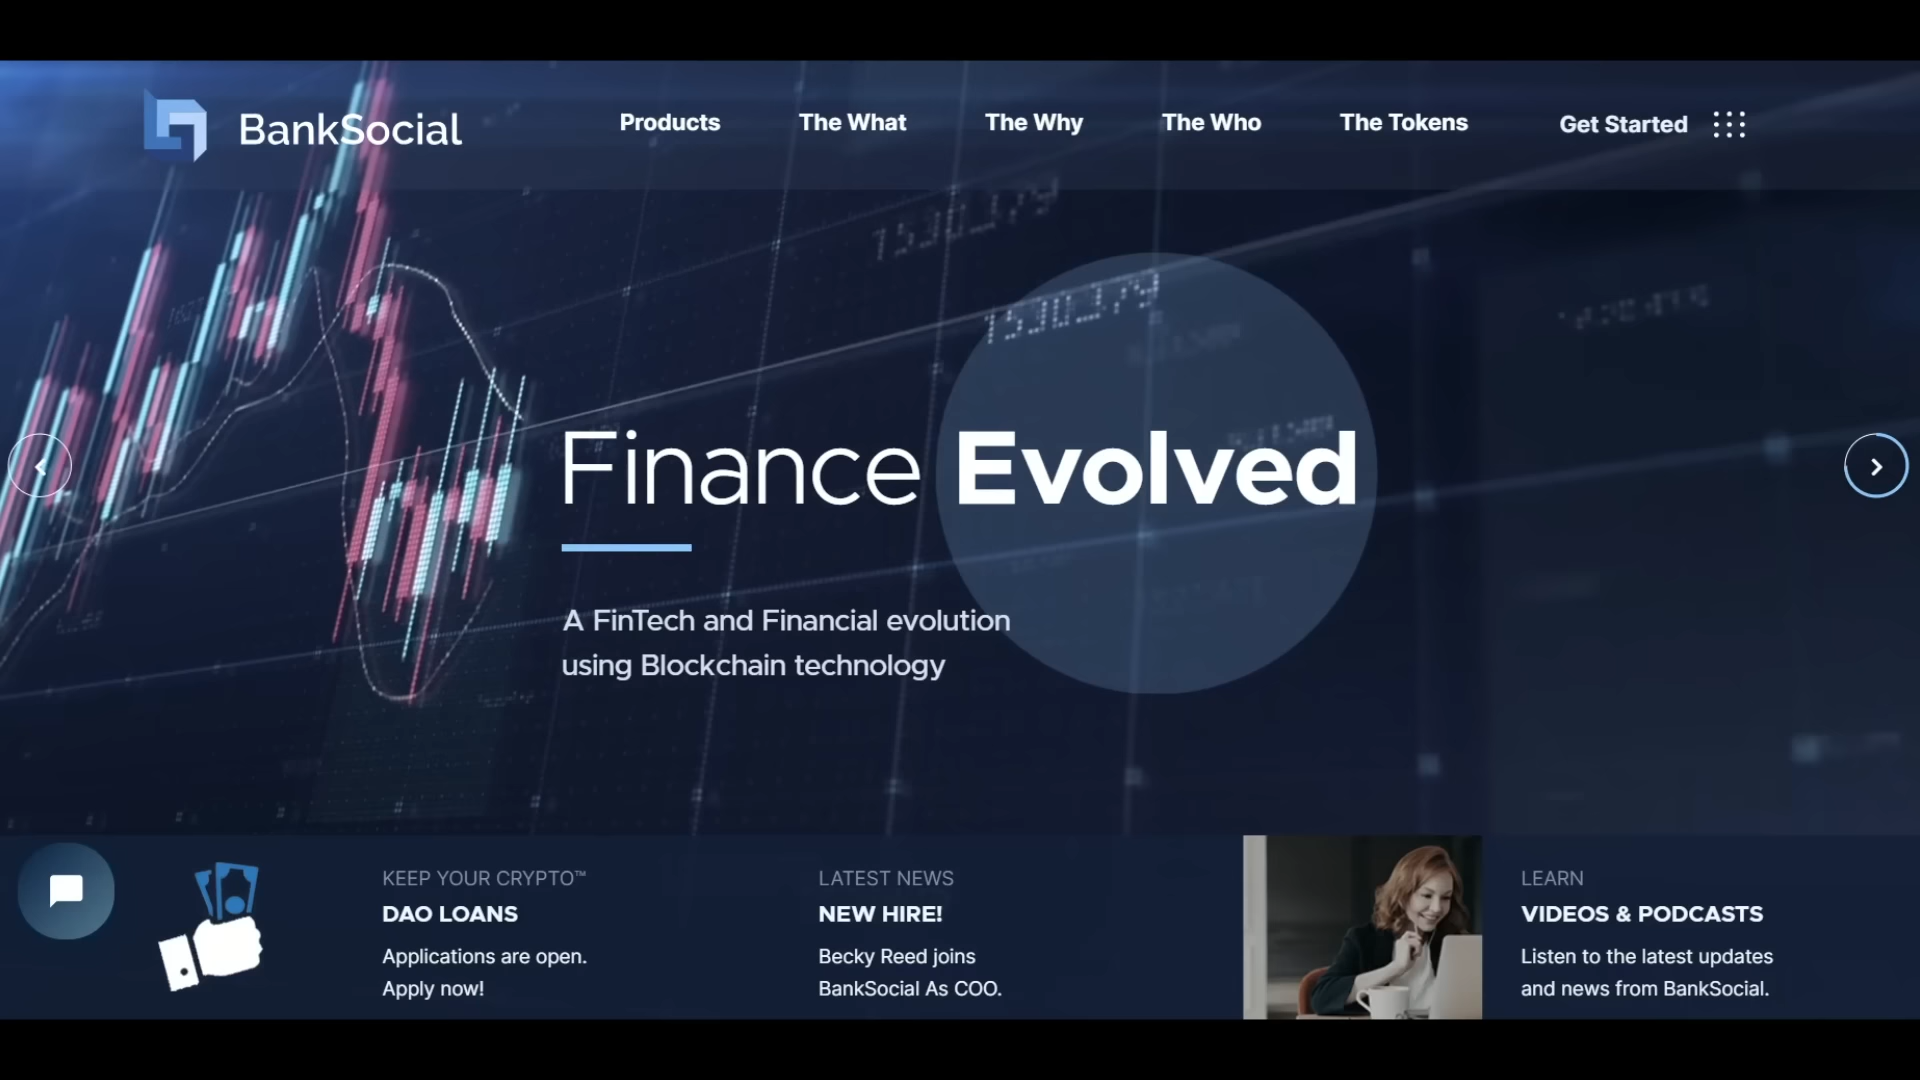 BankSocial
Products
The What
The Why
The Who
The Tokens
Get Started
1530379
1530379
Finance Evolved
A FinTech and Financial evolution
using Blockchain technology
KEEP YOUR CRYPTO™
DAO LOANS
Applications are open.
Apply now!
LATEST NEWS
NEW HIRE!
Becky Reed joins
BankSocial As COO.
LEARN
VIDEOS & PODCASTS
Listen to the latest updates
and news from BankSocial.